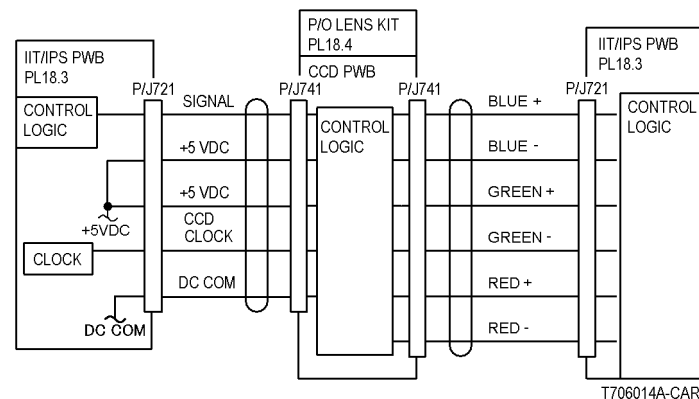 P/O LENS KIT
PL18.4
IIT/IPS PWB
PL18.3
CCD PWB
IIT/IPS PWB
PL18.3
P/J721
P/J741
P/J741
P/J721
CONTROL
LOGIC
SIGNAL
CONTROL
LOGIC
BLUE +
CONTROL
LOGIC
+5 VDC
BLUE -
+5 VDC
GREEN +
+5VDC
CCD
CLOCK
GREEN -
CLOCK
DC COM
RED +
DC COM
RED -
T706014A-CAR